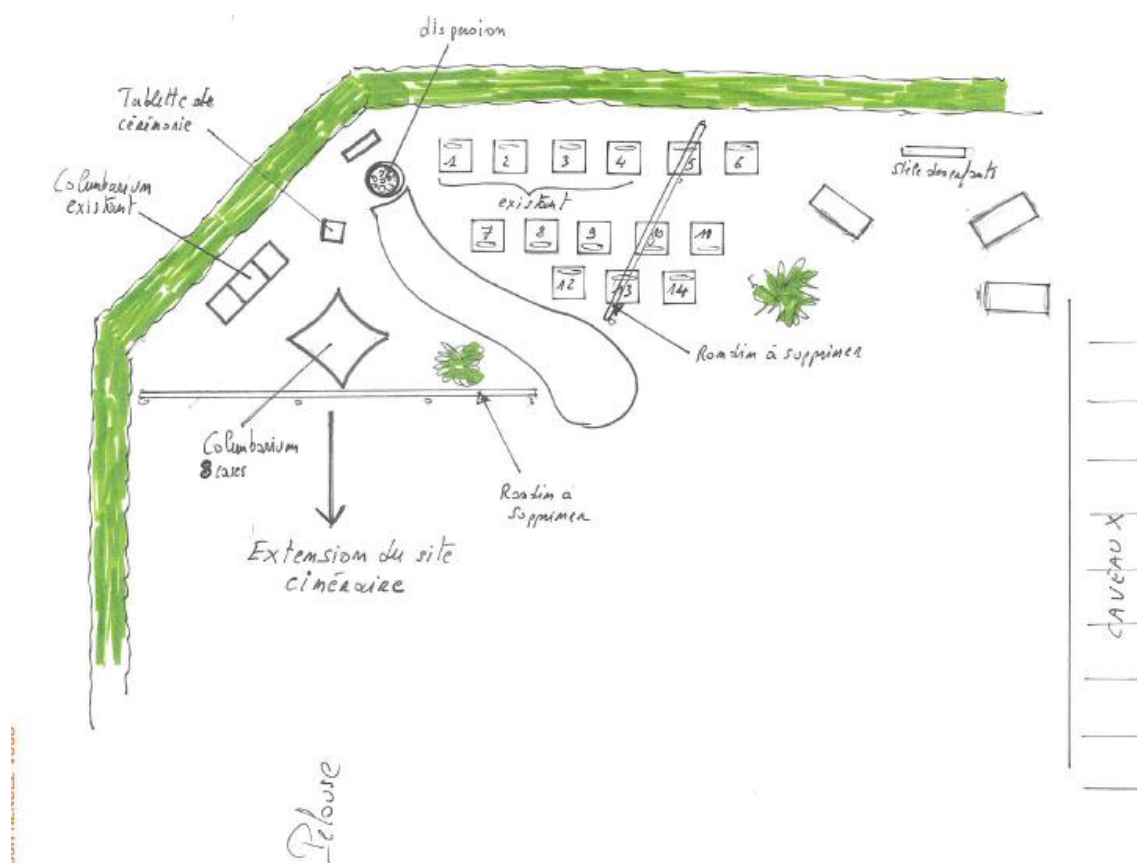 dispersion
Tablette de
cérémonie
Columbarium
existant
1 2 3 4 5 6
existant
Stèle des enfants
7 8 9 10 11
12 13 14
Rondin à supprimer
Columbarium
8 cases
Rondin à
supprimer
Extension du site
cinéraire
CAVEAUX
Pelouse